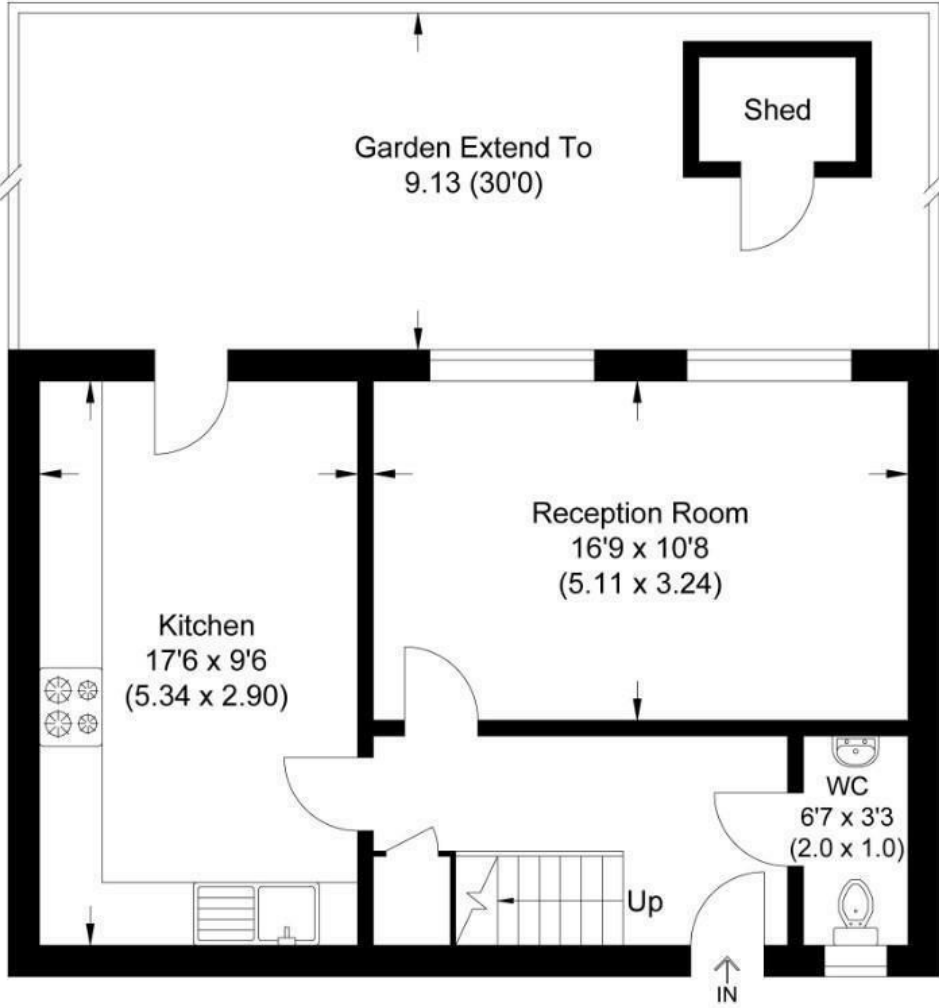 Garden Extend To
9.13 (30'0)
Shed
Reception Room
16'9 x 10'8
(5.11 x 3.24)
Kitchen
17'6 x 9'6
(5.34 x 2.90)
WC
6'7 x 3'3
(2.0 x 1.0)
Up
IN